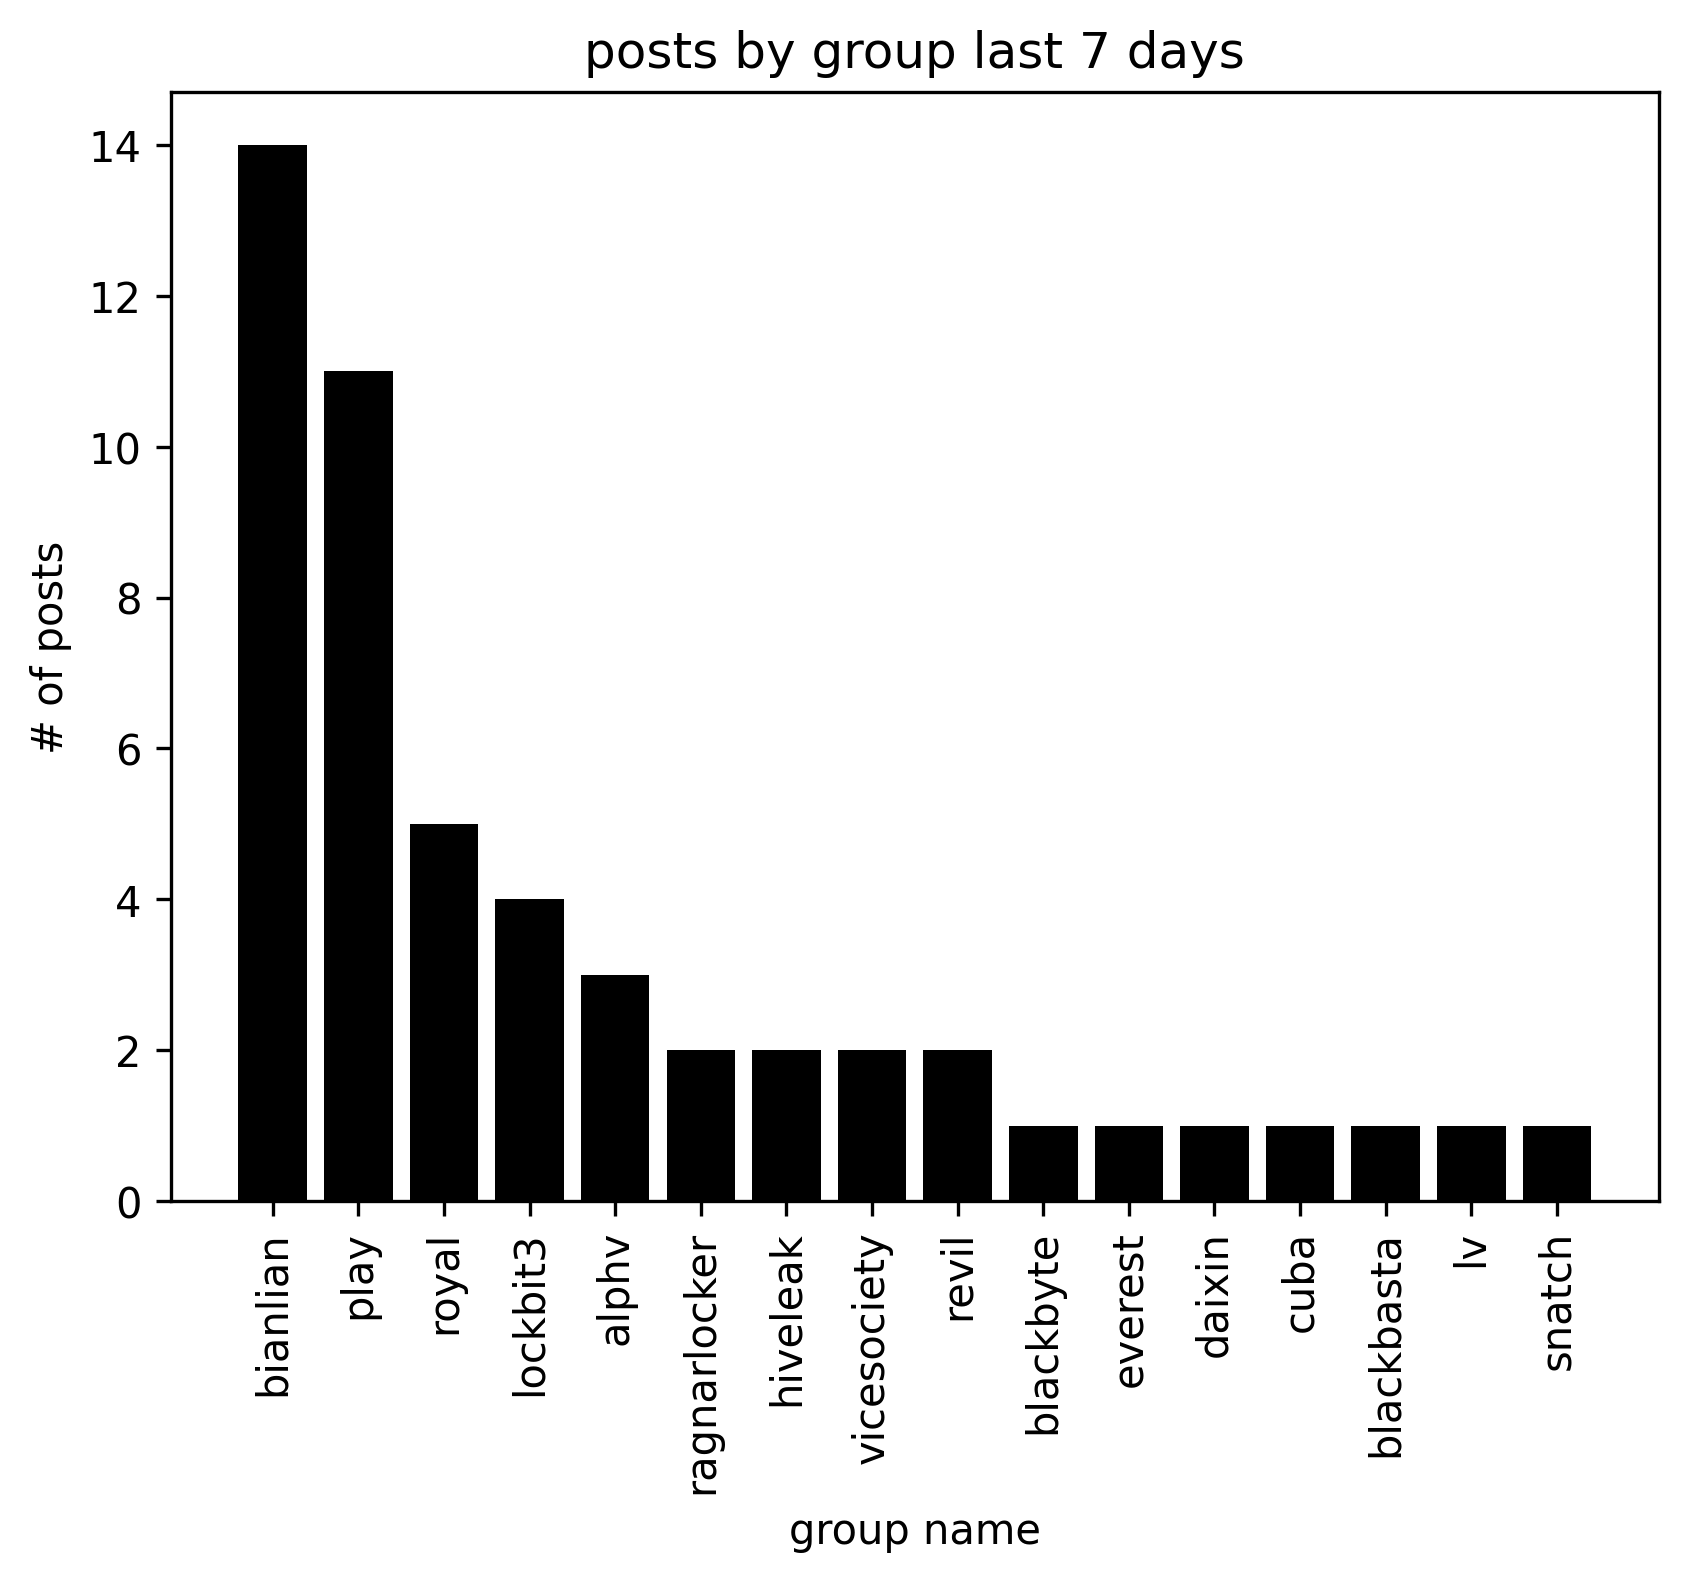 posts by group last 7 days
14
12
10
8
6
4
2
0
# of posts
bianlian
play
royal
lockbit3
alphv
ragnarlocker
hiveleak
vicesociety
revil
blackbyte
everest
daixin
cuba
blackbasta
lv
snatch
group name